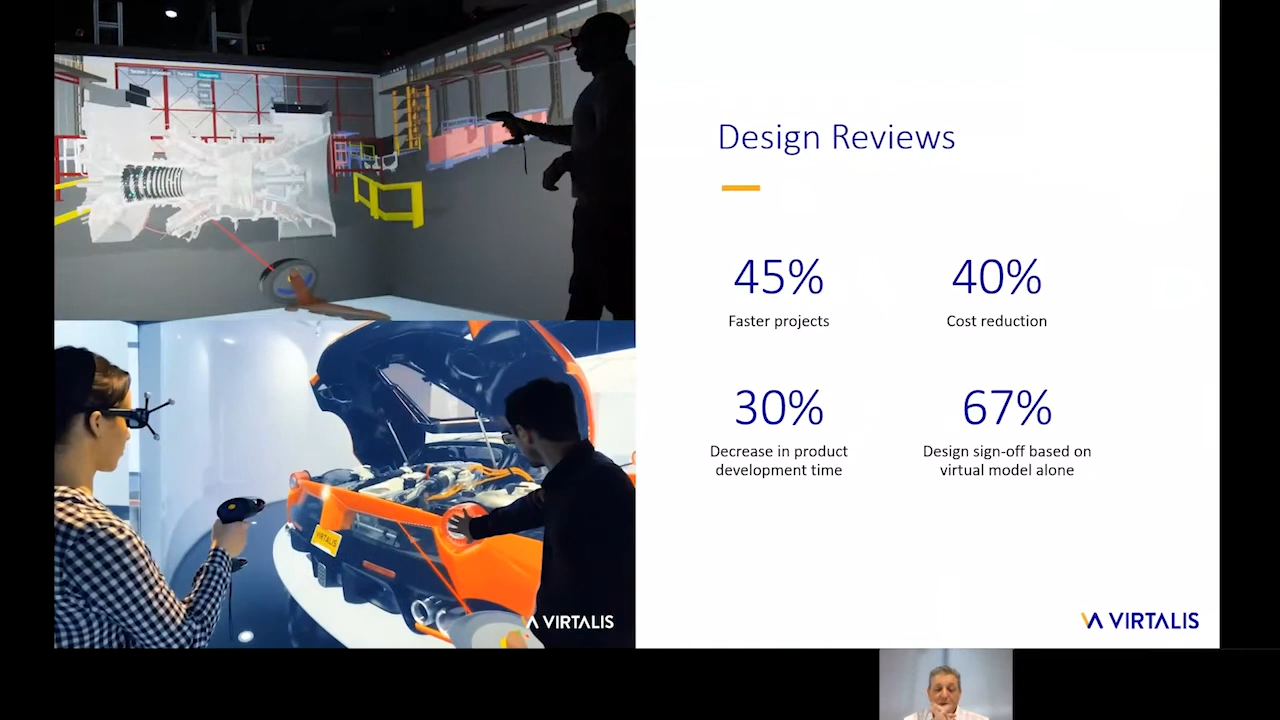 Design Reviews
45%
Faster projects
40%
Cost reduction
30%
Decrease in product
development time
67%
Design sign-off based on
virtual model alone
VIRTALIS
VIRTALIS
VIRTALIS